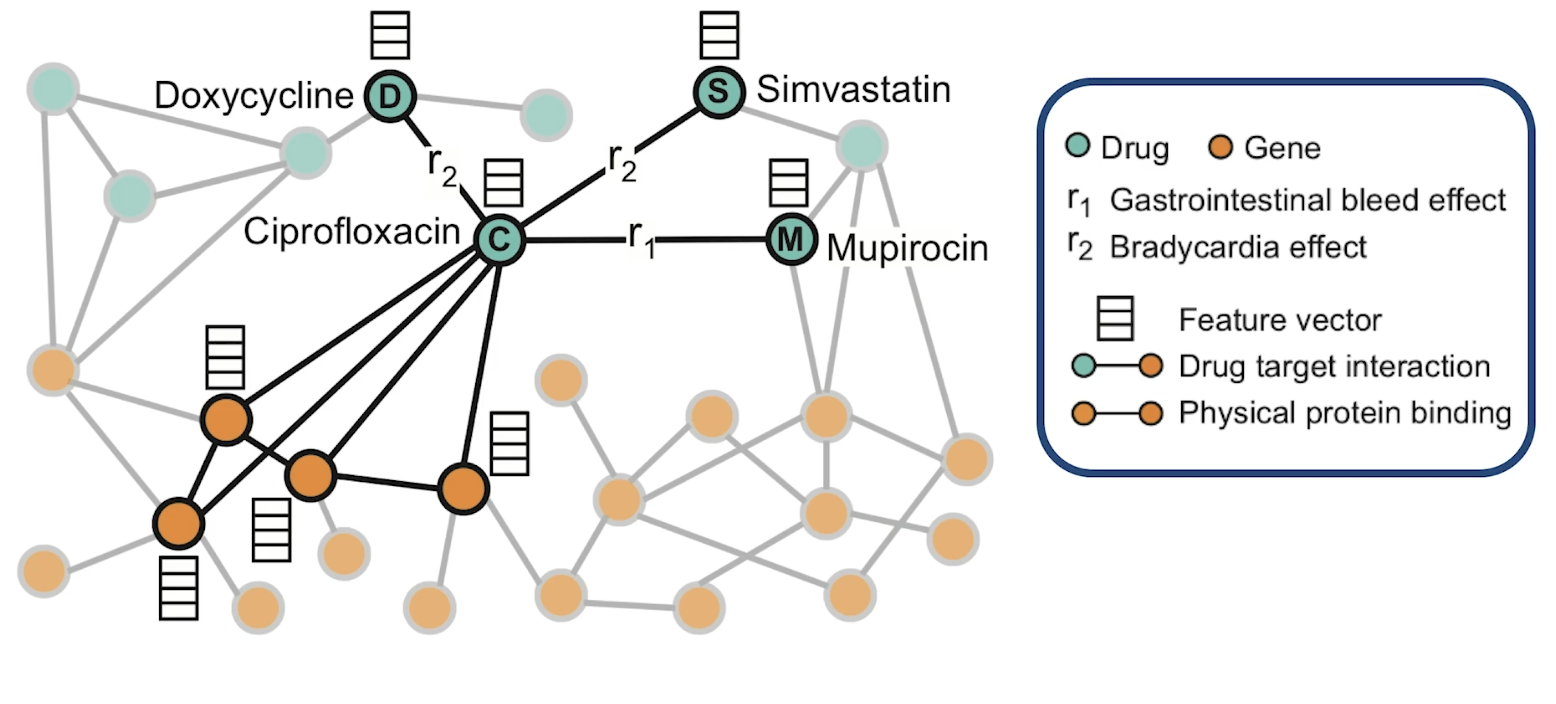 Doxycycline
D
S
Simvastatin
r2
r2
Ciprofloxacin
C
r1
M
Mupirocin
Drug
Gene
r1 Gastrointestinal bleed effect
r2 Bradycardia effect
Feature vector
Drug target interaction
Physical protein binding